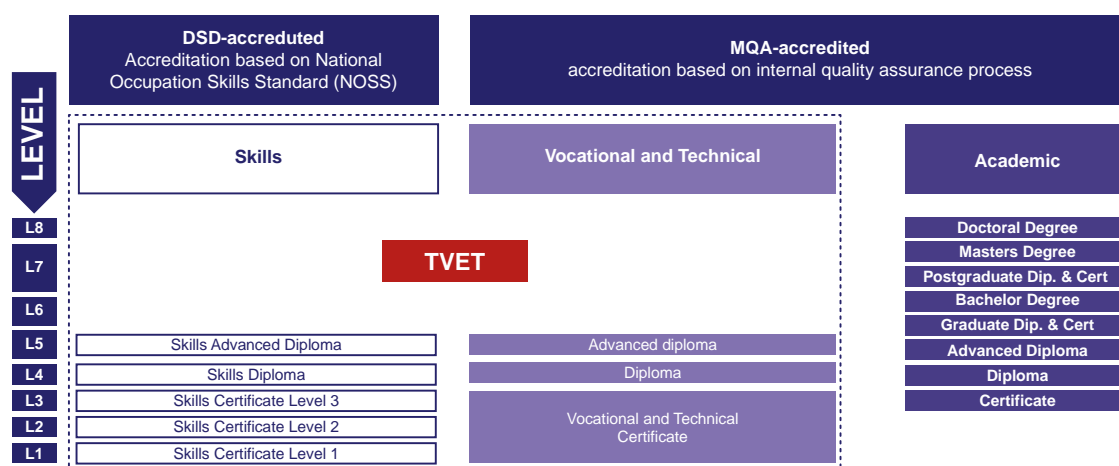 DSD-accreduted
Accreditation based on National
Occupation Skills Standard (NOSS)
MQA-accredited
accreditation based on internal quality assurance process
LEVEL
Skills
Vocational and Technical
Academic
L8
Doctoral Degree
TVET
L7
Masters Degree
Postgraduate Dip. & Cert
L6
Bachelor Degree
Graduate Dip. & Cert
L5
Skills Advanced Diploma
Advanced diploma
Advanced Diploma
L4
Skills Diploma
Diploma
Diploma
L3
Skills Certificate Level 3
Certificate
L2
Skills Certificate Level 2
Vocational and Technical
Certificate
L1
Skills Certificate Level 1